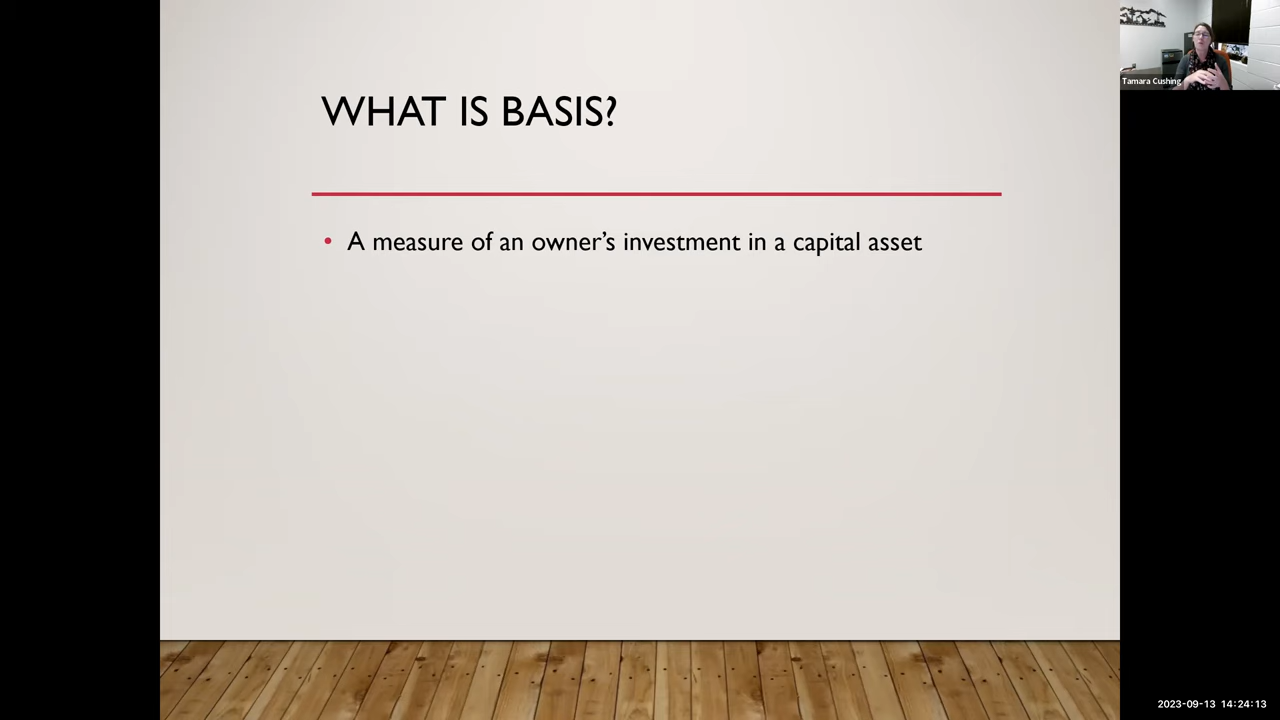 WHAT IS BASIS?
• A measure of an owner’s investment in a capital asset
Tamara Cushing
2023-09-13 14:24:13